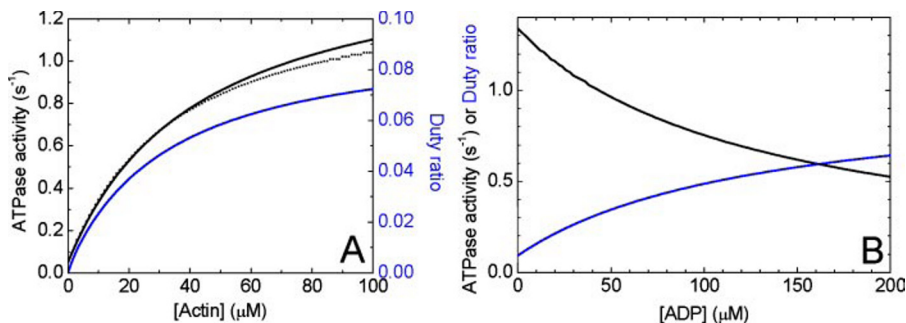 ATPase activity (s⁻¹)
1.2
1.0
0.8
0.6
0.4
0.2
0.0
0 20 40 60 80 100
[Actin] (μM)
A
0.10
0.08
0.06
0.04
0.02
0.00
Duty ratio
ATPase activity (s⁻¹) or Duty ratio
1.0
0.5
0.0
0 50 100 150 200
[ADP] (μM)
B